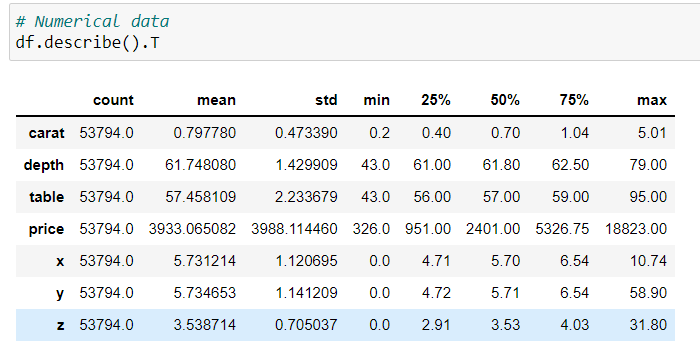 # Numerical data
df.describe().T
count mean std min 25% 50% 75% max
carat 53794.0 0.797780 0.473390 0.2 0.40 0.70 1.04 5.01
depth 53794.0 61.748080 1.429909 43.0 61.00 61.80 62.50 79.00
table 53794.0 57.458109 2.233679 43.0 56.00 57.00 59.00 95.00
price 53794.0 3933.065082 3988.114460 326.0 951.00 2401.00 5326.75 18823.00
x 53794.0 5.731214 1.120695 0.0 4.71 5.70 6.54 10.74
y 53794.0 5.734653 1.141209 0.0 4.72 5.71 6.54 58.90
z 53794.0 3.538714 0.705037 0.0 2.91 3.53 4.03 31.80